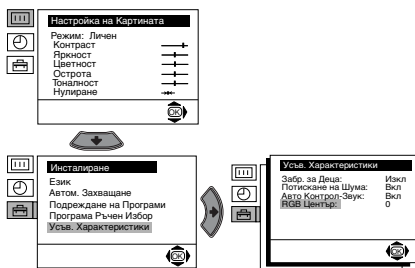 Настройка на Картината
Режим: Личен
Контраст
Яркност
Цветност
Острота
Тоналност
Нулиране
OK
Инсталиране
Език
Автом. Захващане
Подреждане на Програми
Програма Ръчен Избор
Усъв. Характеристики
OK
Усъв. Характеристики
Забр. за Деца: Изкл
Потискане на Шума: Вкл
Авто Контрол-Звук: Вкл
RGB Център: 0
OK